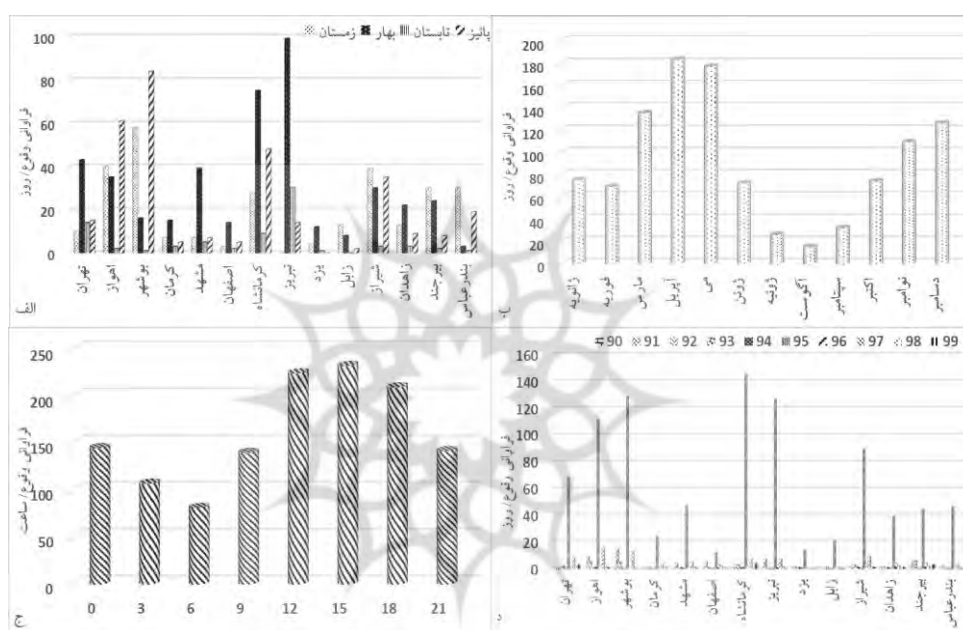 زمستان بهار تابستان پائیز
فراوانی وقوع/ روز
100
80
60
40
20
0
تهران اهواز بوشهر کرمان مشهد اصفهان کرمانشاه تبریز یزد زابل شیراز زاهدان بیرجند بندرعباس
الف
فراوانی وقوع/ روز
200
180
160
140
120
100
80
60
40
20
0
ژانویه فوریه مارس آپریل می ژوئن ژوئیه آگوست سپتامبر اکتبر نوامبر دسامبر
فراوانی وقوع/ ساعت
250
200
150
100
50
0
0 3 6 9 12 15 18 21
ج
90 91 92 93 94 95 96 97 98 99
فراوانی وقوع/ روز
160
140
120
100
80
60
40
20
0
تهران اهواز بوشهر کرمان مشهد اصفهان کرمانشاه تبریز یزد زابل شیراز زاهدان بیرجند بندرعباس
د